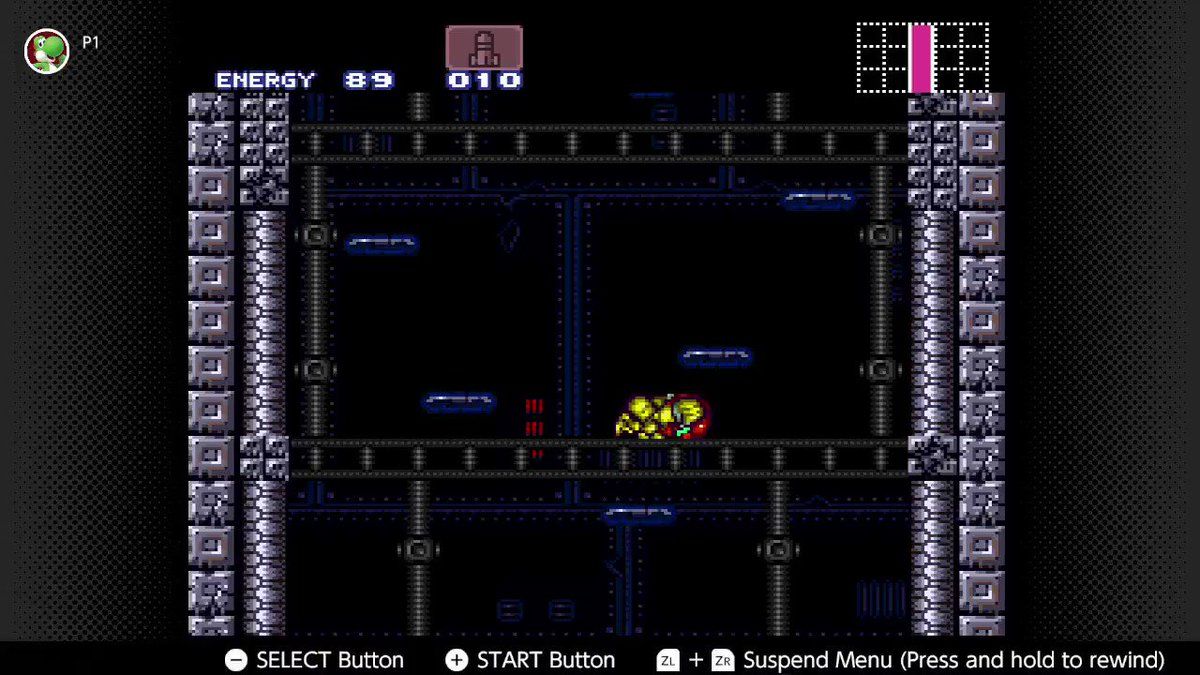 P1
ENERGY 89
010
SELECT Button
START Button
ZL + ZR Suspend Menu (Press and hold to rewind)